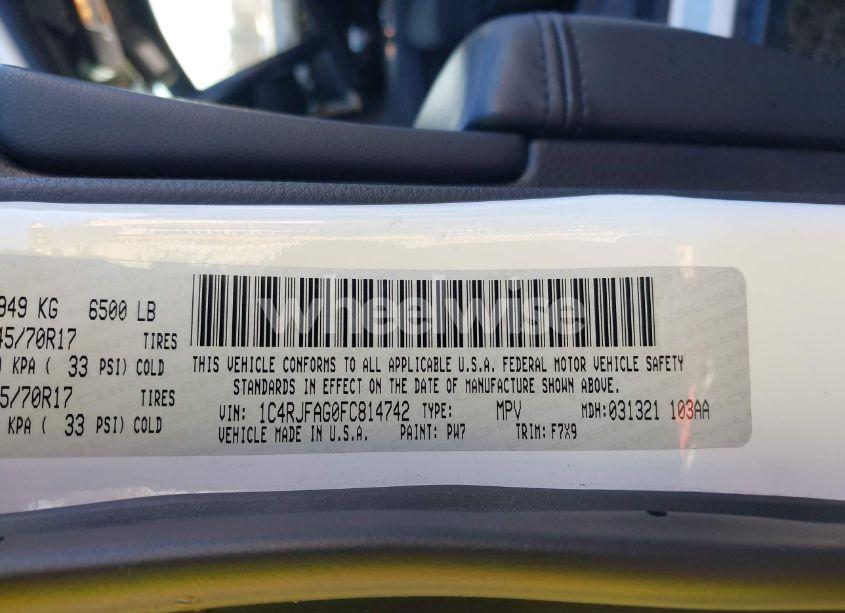 949 KG 6500 LB
45/70R17 TIRES
KPA ( 33 PSI) COLD
5/70R17 TIRES
KPA ( 33 PSI) COLD
wheelwise
THIS VEHICLE CONFORMS TO ALL APPLICABLE U.S.A. FEDERAL MOTOR VEHICLE SAFETY
STANDARDS IN EFFECT ON THE DATE OF MANUFACTURE SHOWN ABOVE.
VIN: 1C4RJFAG0FC814742 TYPE: MPV MDH:031321 103AA
VEHICLE MADE IN U.S.A. PAINT: PW7 TRIM: F7X9